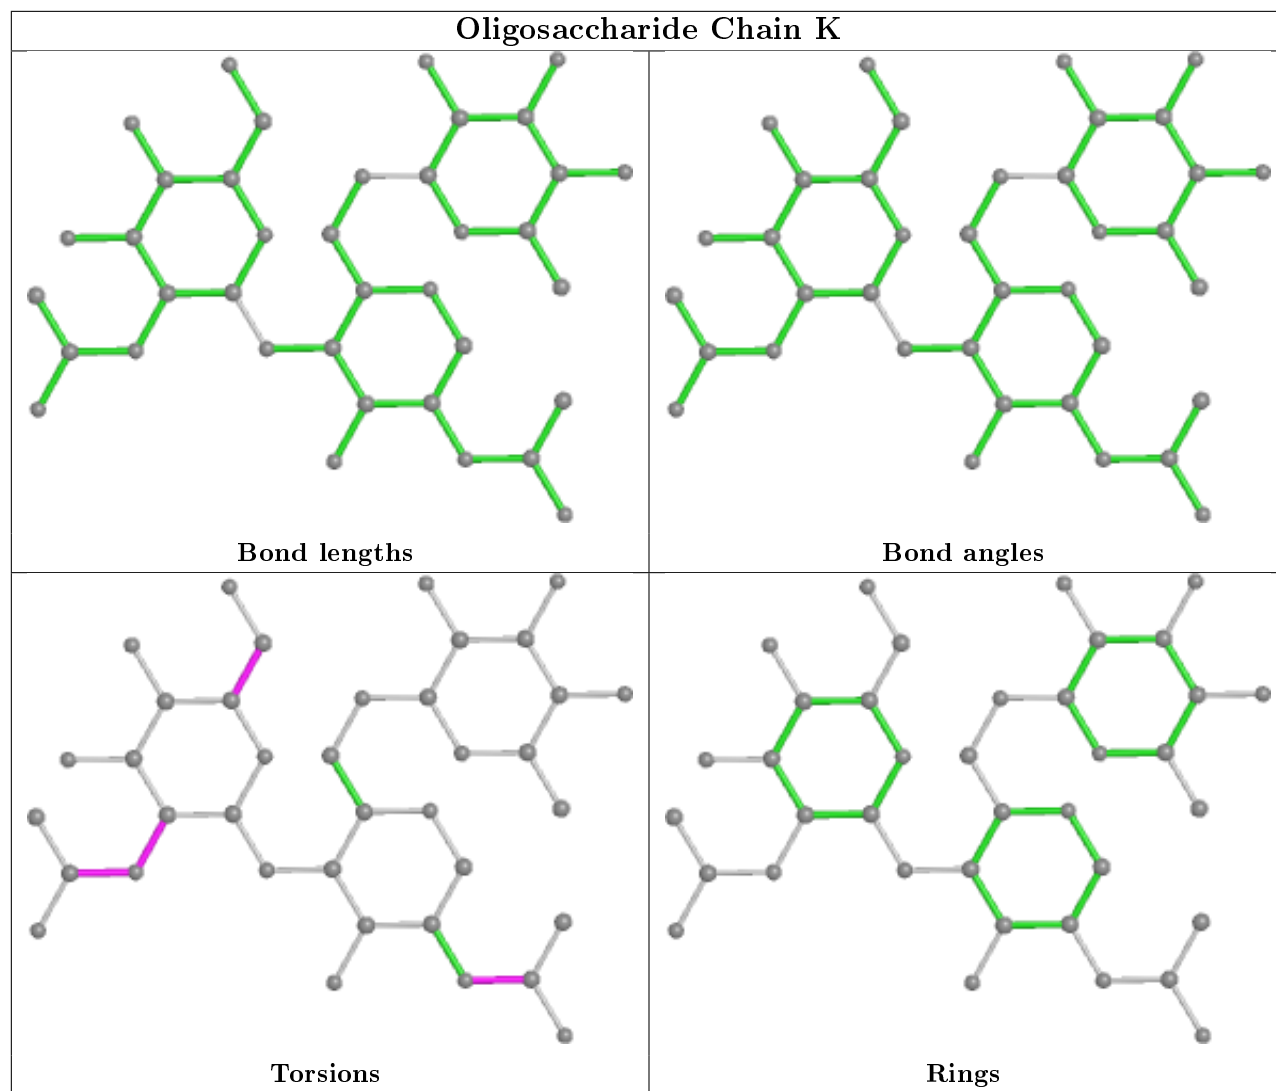 Oligosaccharide Chain K
Bond lengths
Bond angles
Torsions
Rings